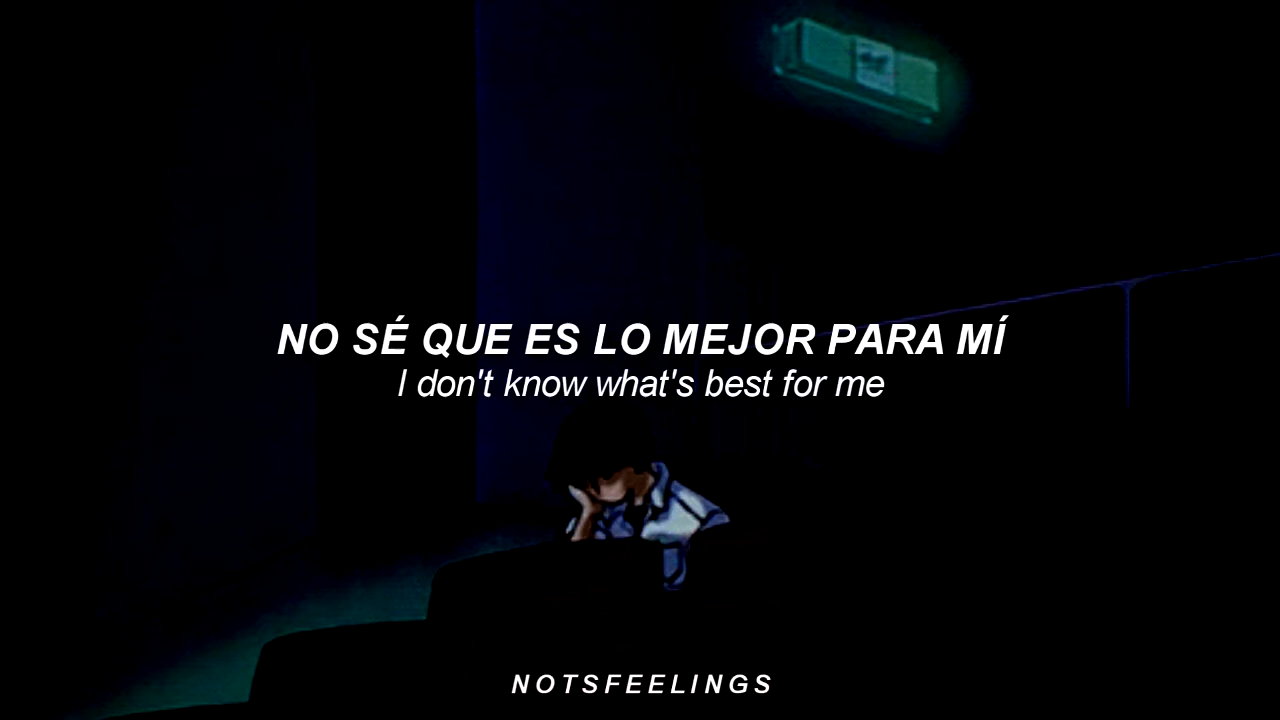 NO SÉ QUE ES LO MEJOR PARA MÍ
I don't know what's best for me
NOTSFEELINGS